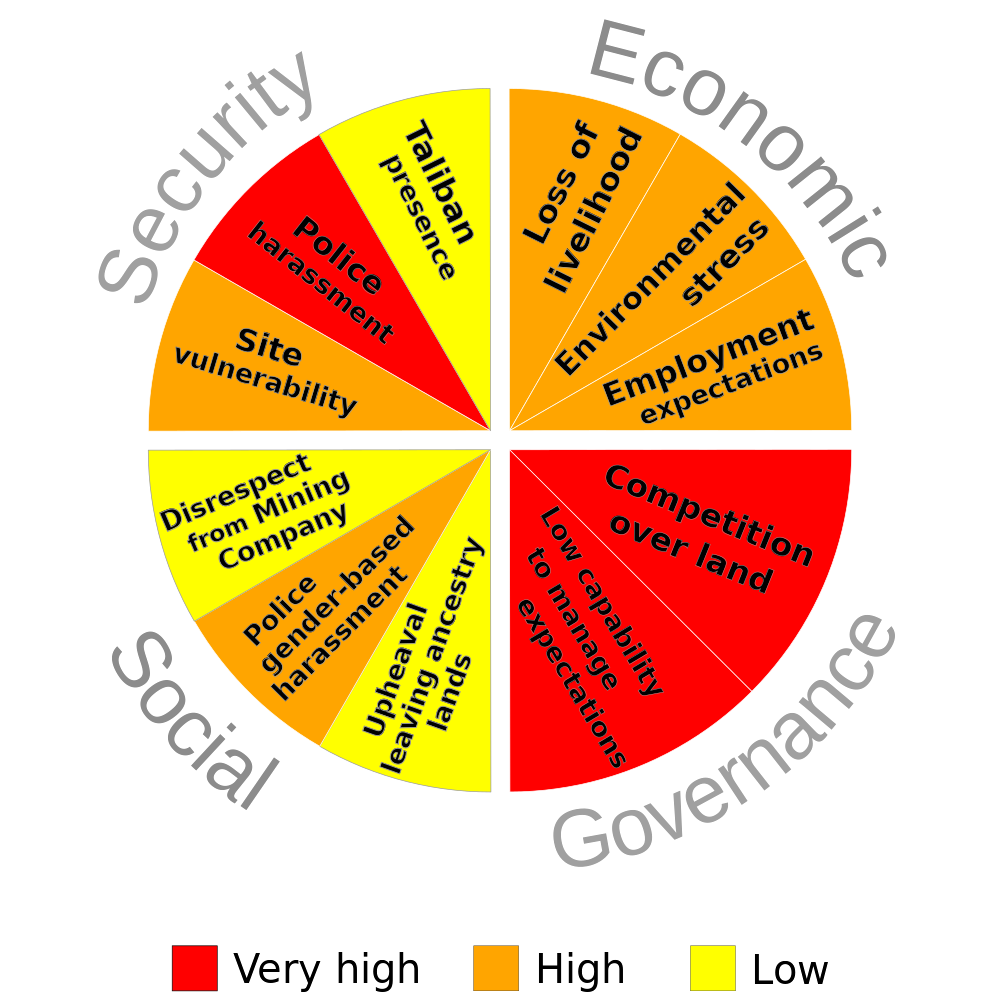 Security
Taliban
presence
Police
harassment
Site
vulnerability
Economic
Loss of
livelihood
Environmental
stress
Employment
expectations
Governance
Competition
over land
Low capability
to manage
expectations
Social
Upheaval
leaving ancestry
lands
Police
gender-based
harassment
Disrespect
from Mining
Company
Very high
High
Low